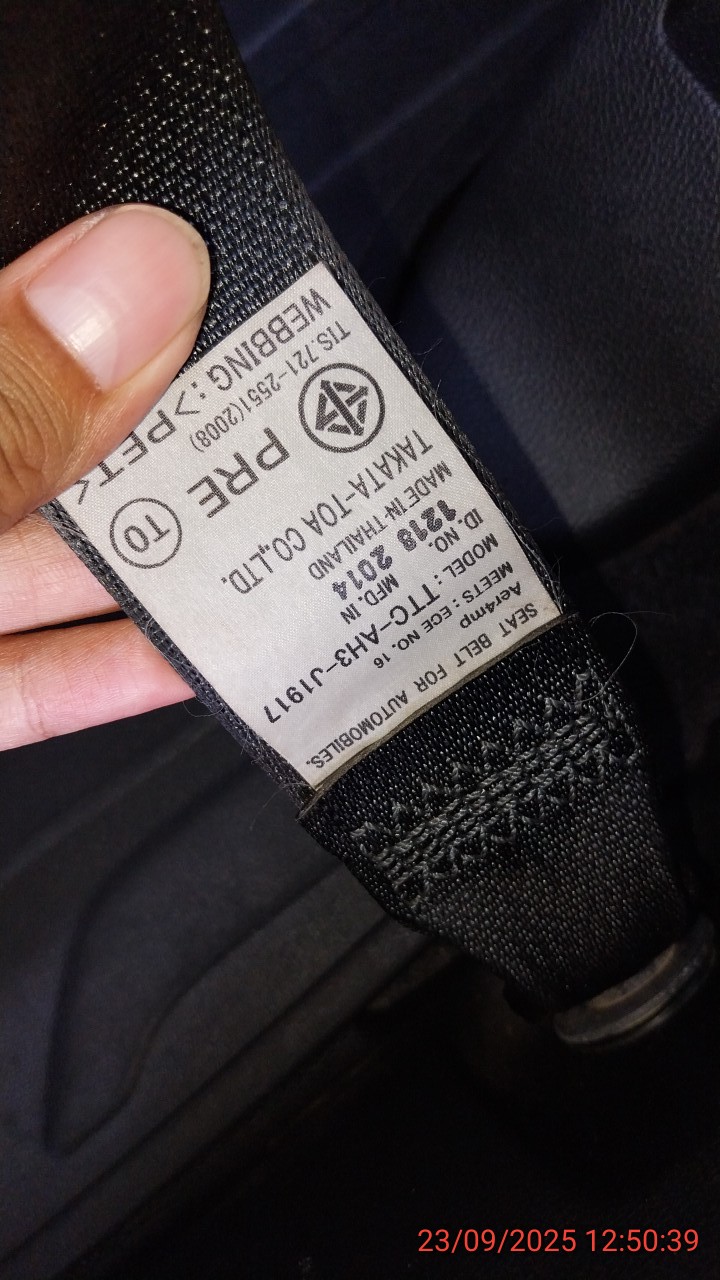 SEAT BELT FOR AUTOMOBILES.
Aer4mp
MEETS : ECE NO. 16
MODEL : TTC-AH3-J1917
ID. NO. 1218
MFD. IN 2014
MADE IN THAILAND
TAKATA-TOA CO.,LTD.
PRE
TO
TIS.721-2551(2008)
WEBBING : >PET<
23/09/2025 12:50:39